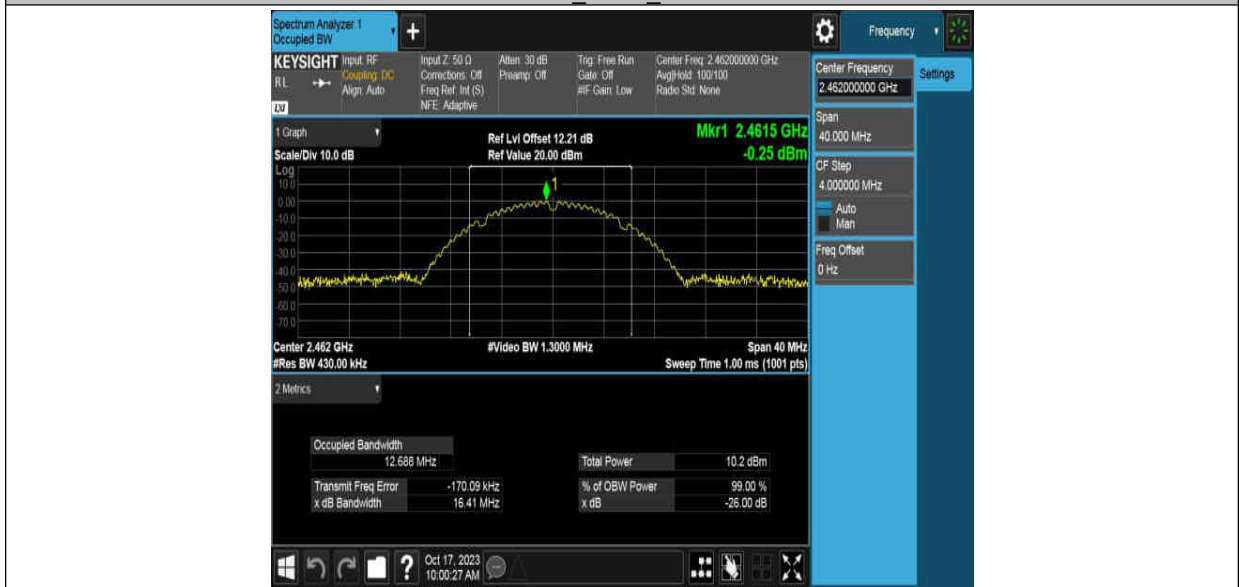 Spectrum Analyzer 1
Occupied BW
+
Frequency
KEYSIGHT
RL
LXI
Input: RF
Coupling: DC
Align: Auto
Input Z: 50 Ω
Corrections: Off
Freq Ref: Int (S)
NFE: Adaptive
Atten: 30 dB
Preamp: Off
Trig: Free Run
Gate: Off
#IF Gain: Low
Center Freq: 2.462000000 GHz
Avg|Hold: 100/100
Radio Std: None
Center Frequency
2.462000000 GHz
Settings
Span
40.000 MHz
CF Step
4.000000 MHz
Auto
Man
Freq Offset
0 Hz
1 Graph
Scale/Div 10.0 dB
Ref Lvl Offset 12.21 dB
Ref Value 20.00 dBm
Mkr1 2.4615 GHz
-0.25 dBm
Log
10.0
0.00
-10.0
-20.0
-30.0
-40.0
-50.0
-60.0
-70.0
1
Center 2.462 GHz
#Video BW 1.3000 MHz
Span 40 MHz
#Res BW 430.00 kHz
Sweep Time 1.00 ms (1001 pts)
2 Metrics
Occupied Bandwidth
12.688 MHz
Total Power 10.2 dBm
Transmit Freq Error -170.09 kHz
% of OBW Power 99.00 %
x dB Bandwidth 16.41 MHz
x dB -26.00 dB
?
Oct 17, 2023
10:00:27 AM